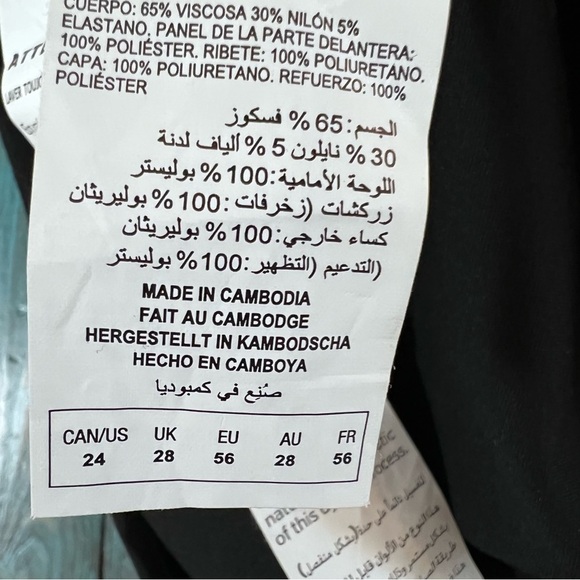 CUERPO: 65% VISCOSA 30% NILÓN 5%
ELASTANO. PANEL DE LA PARTE DELANTERA:
100% POLIÉSTER. RIBETE: 100% POLIURETANO.
CAPA: 100% POLIURETANO. REFUERZO: 100%
POLIÉSTER
الجسم: 65 % فسكوز
30 % نايلون 5 % ألياف لدنة
اللوحة الأمامية: 100 % بوليستر
زركشات (زخرفات: 100 % بوليريثان
كساء خارجي: 100 % بوليريثان
(التدعيم (التظهير: 100 % بوليستر
MADE IN CAMBODIA
FAIT AU CAMBODGE
HERGESTELLT IN KAMBODSCHA
HECHO EN CAMBOYA
صُنِع في كمبوديا
CAN/US UK EU AU FR
24 28 56 28 56
of this